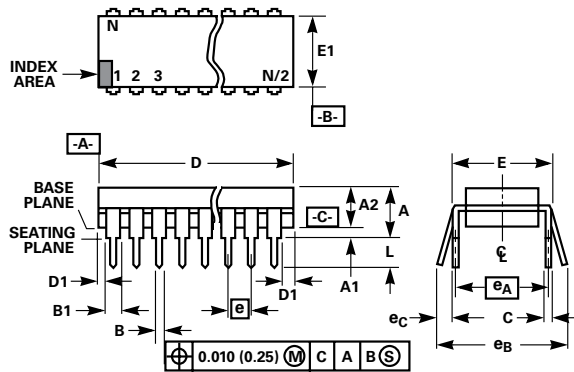 N
E1
INDEX
AREA
1 2 3 N/2
-B-
-A-
D
E
BASE
PLANE
A2
A
-C-
SEATING
PLANE
L
C
L
D1
A1
D1
eA
B1
e
eC
C
B
eB
0.010 (0.25) M C A B S